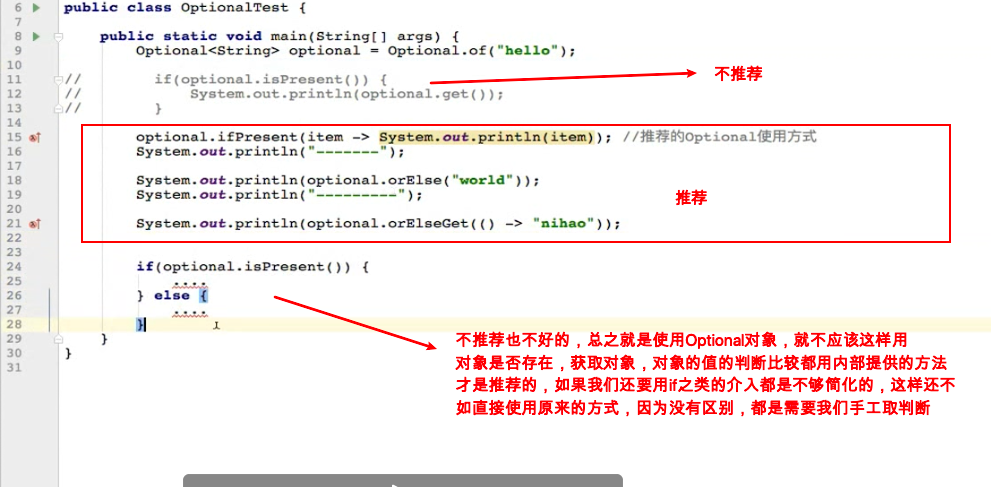 6 public class OptionalTest {
7
8 public static void main(String[] args) {
9 Optional<String> optional = Optional.of("hello");
10
11 // if(optional.isPresent()) {
不推荐
12 // System.out.println(optional.get());
13 // }
14
15 optional.ifPresent(item -> System.out.println(item)); //推荐的Optional使用方式
16 System.out.println("-------");
17
18 System.out.println(optional.orElse("world"));
19 System.out.println("---------");
推荐
20
21 System.out.println(optional.orElseGet(() -> "nihao"));
22
23
24 if(optional.isPresent()) {
25 ....
26 } else {
27 ....
28 }
29 }
30 }
31
不推荐也不好的，总之就是使用Optional对象，就不应该这样用
对象是否存在，获取对象，对象的值的判断比较都用内部提供的方法
才是推荐的，如果我们还要用if之类的介入都是不够简化的，这样还不
如直接使用原来的方式，因为没有区别，都是需要我们手工取判断